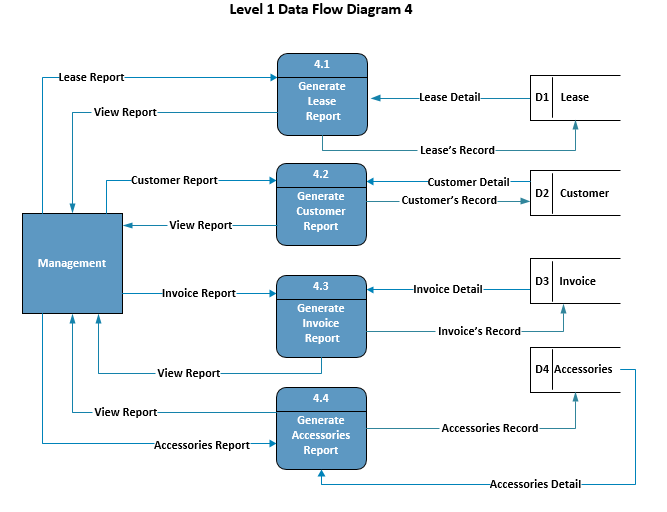 Level 1 Data Flow Diagram 4
4.1
Generate
Lease
Report
Lease Report
View Report
Lease Detail
D1 Lease
Lease's Record
4.2
Generate
Customer
Report
Customer Report
View Report
Customer Detail
Customer's Record
D2 Customer
Management
4.3
Generate
Invoice
Report
Invoice Report
Invoice Detail
D3 Invoice
Invoice's Record
View Report
4.4
Generate
Accessories
Report
View Report
Accessories Report
D4 Accessories
Accessories Record
Accessories Detail